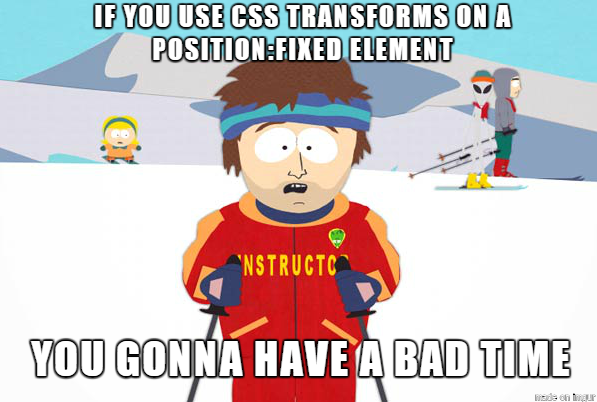 IF YOU USE CSS TRANSFORMS ON A
POSITION:FIXED ELEMENT
INSTRUCTO
YOU GONNA HAVE A BAD TIME
made on imgur